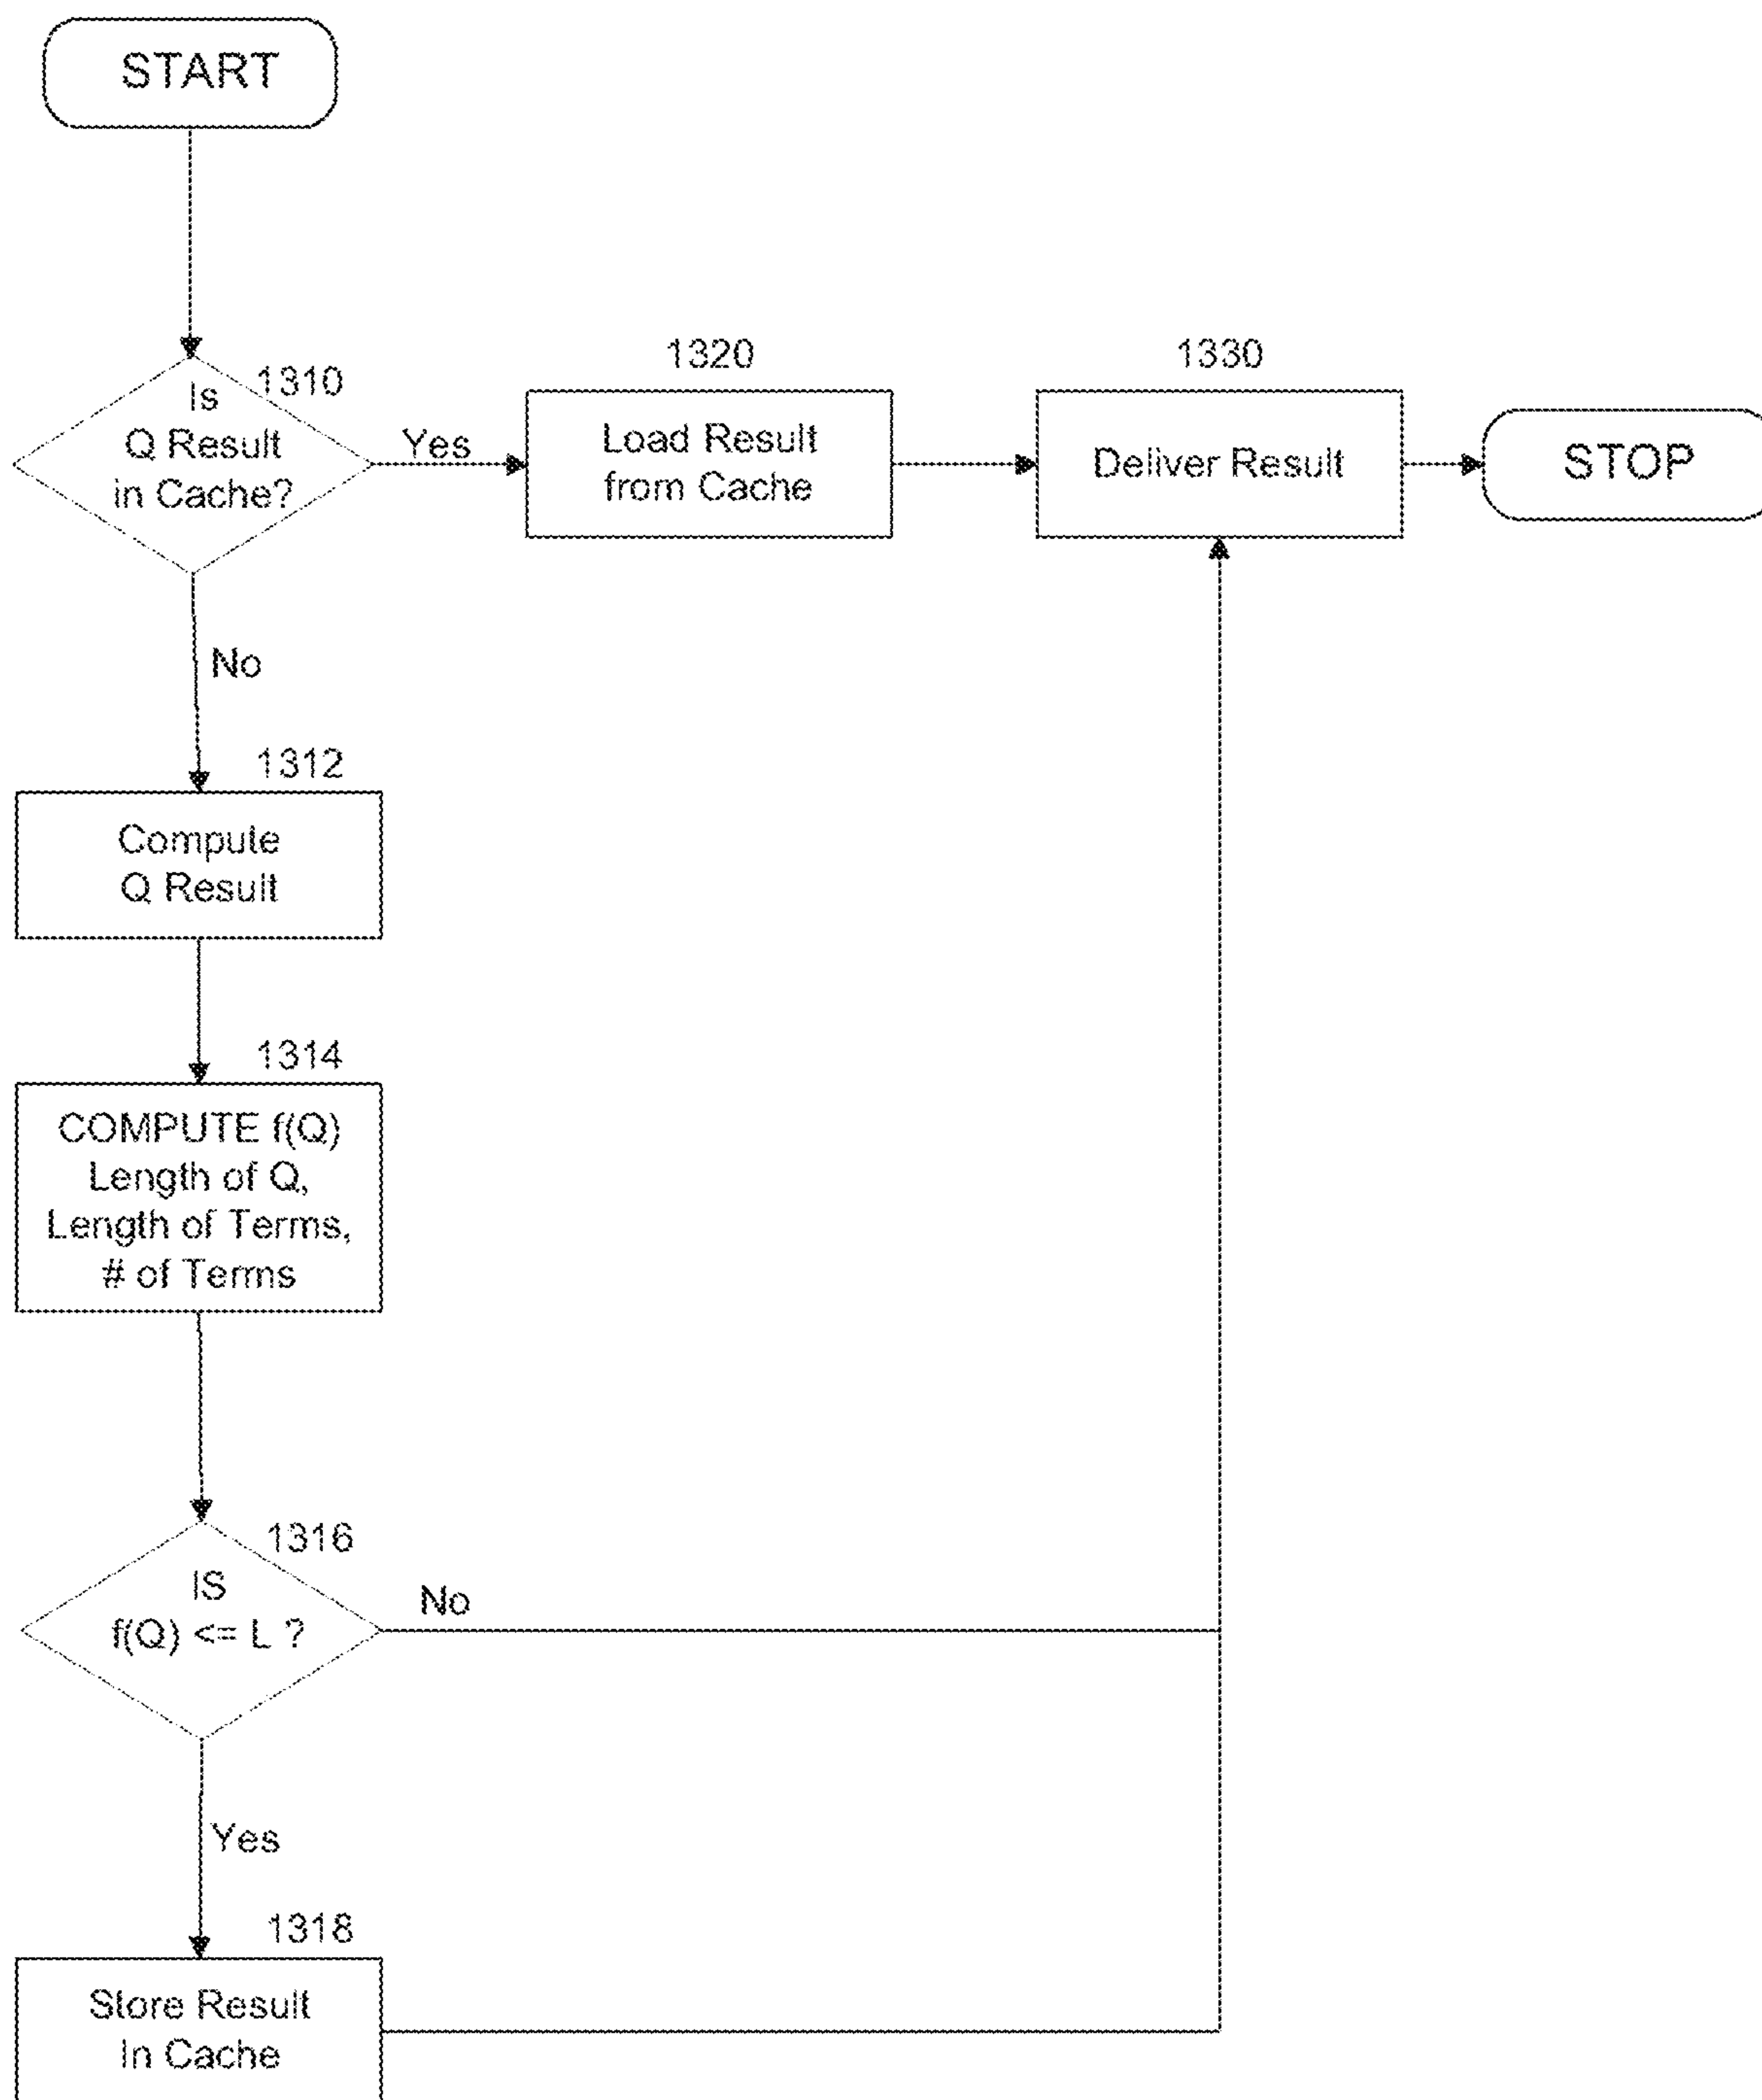 START
1310
Is
Q Result
in Cache?
Yes
1320
Load Result
from Cache
1330
Deliver Result
STOP
No
1312
Compute
Q Result
1314
COMPUTE f(Q)
Length of Q,
Length of Terms,
# of Terms
1316
IS
f(Q) <= L ?
No
Yes
1318
Store Result
In Cache